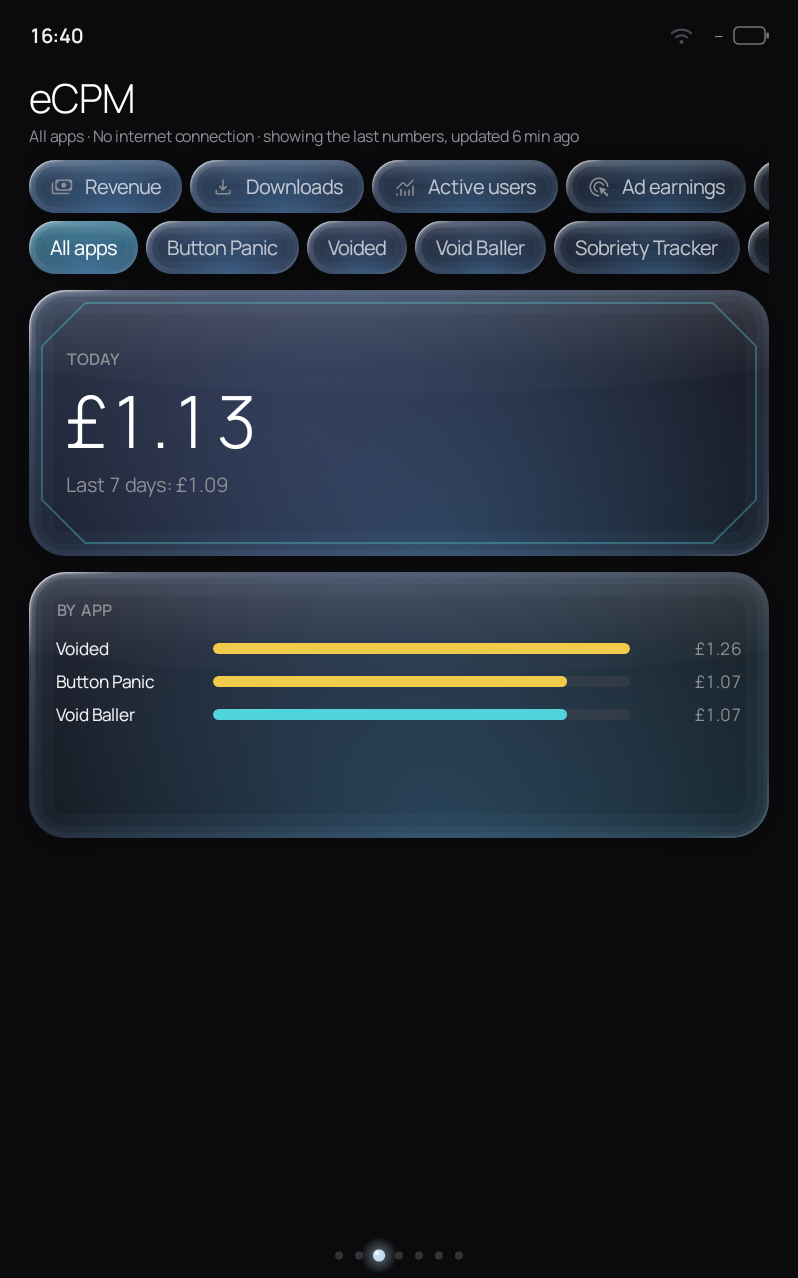 16:40
–
eCPM
All apps · No internet connection · showing the last numbers, updated 6 min ago
Revenue Downloads Active users Ad earnings
All apps Button Panic Voided Void Baller Sobriety Tracker
TODAY
£1.13
Last 7 days: £1.09
BY APP
Voided £1.26
Button Panic £1.07
Void Baller £1.07